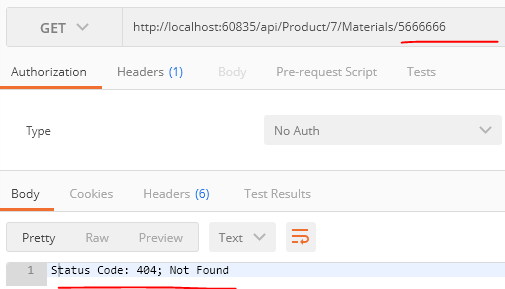 GET http://localhost:60835/api/Product/7/Materials/5666666
Authorization Headers (1) Body Pre-request Script Tests
Type No Auth
Body Cookies Headers (6) Test Results
Pretty Raw Preview Text
1 Status Code: 404; Not Found